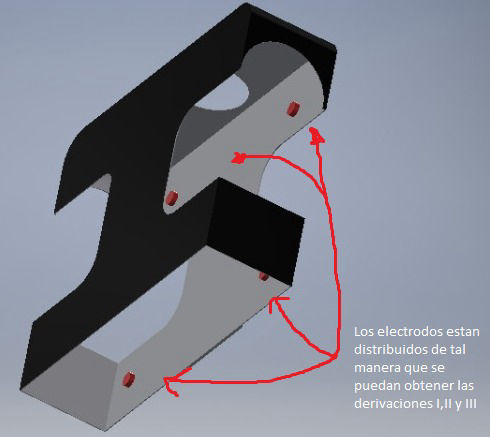 Los electrodos estan
distribuidos de tal
manera que se
puedan obtener las
derivaciones I,II y III